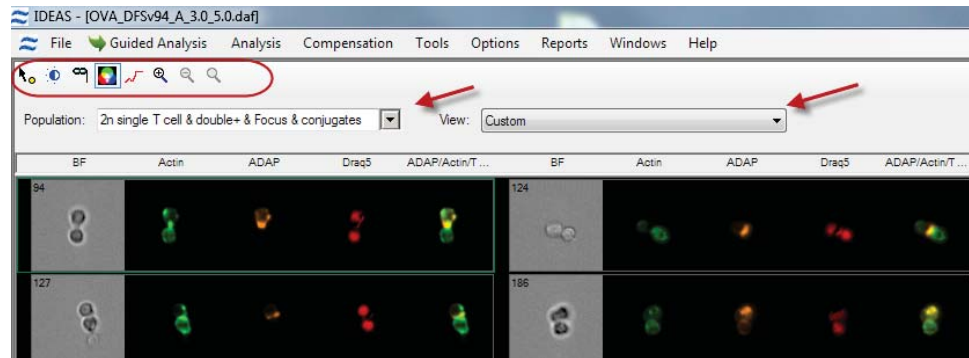 IDEAS - [OVA_DFSv94_A_3.0_5.0.daf]
File Guided Analysis Analysis Compensation Tools Options Reports Windows Help
Population: 2n single T cell & double+ & Focus & conjugates View: Custom
BF Actin ADAP Draq5 ADAP/Actin/T ... BF Actin ADAP Draq5 ADAP/Actin/T ...
94 124
127 186